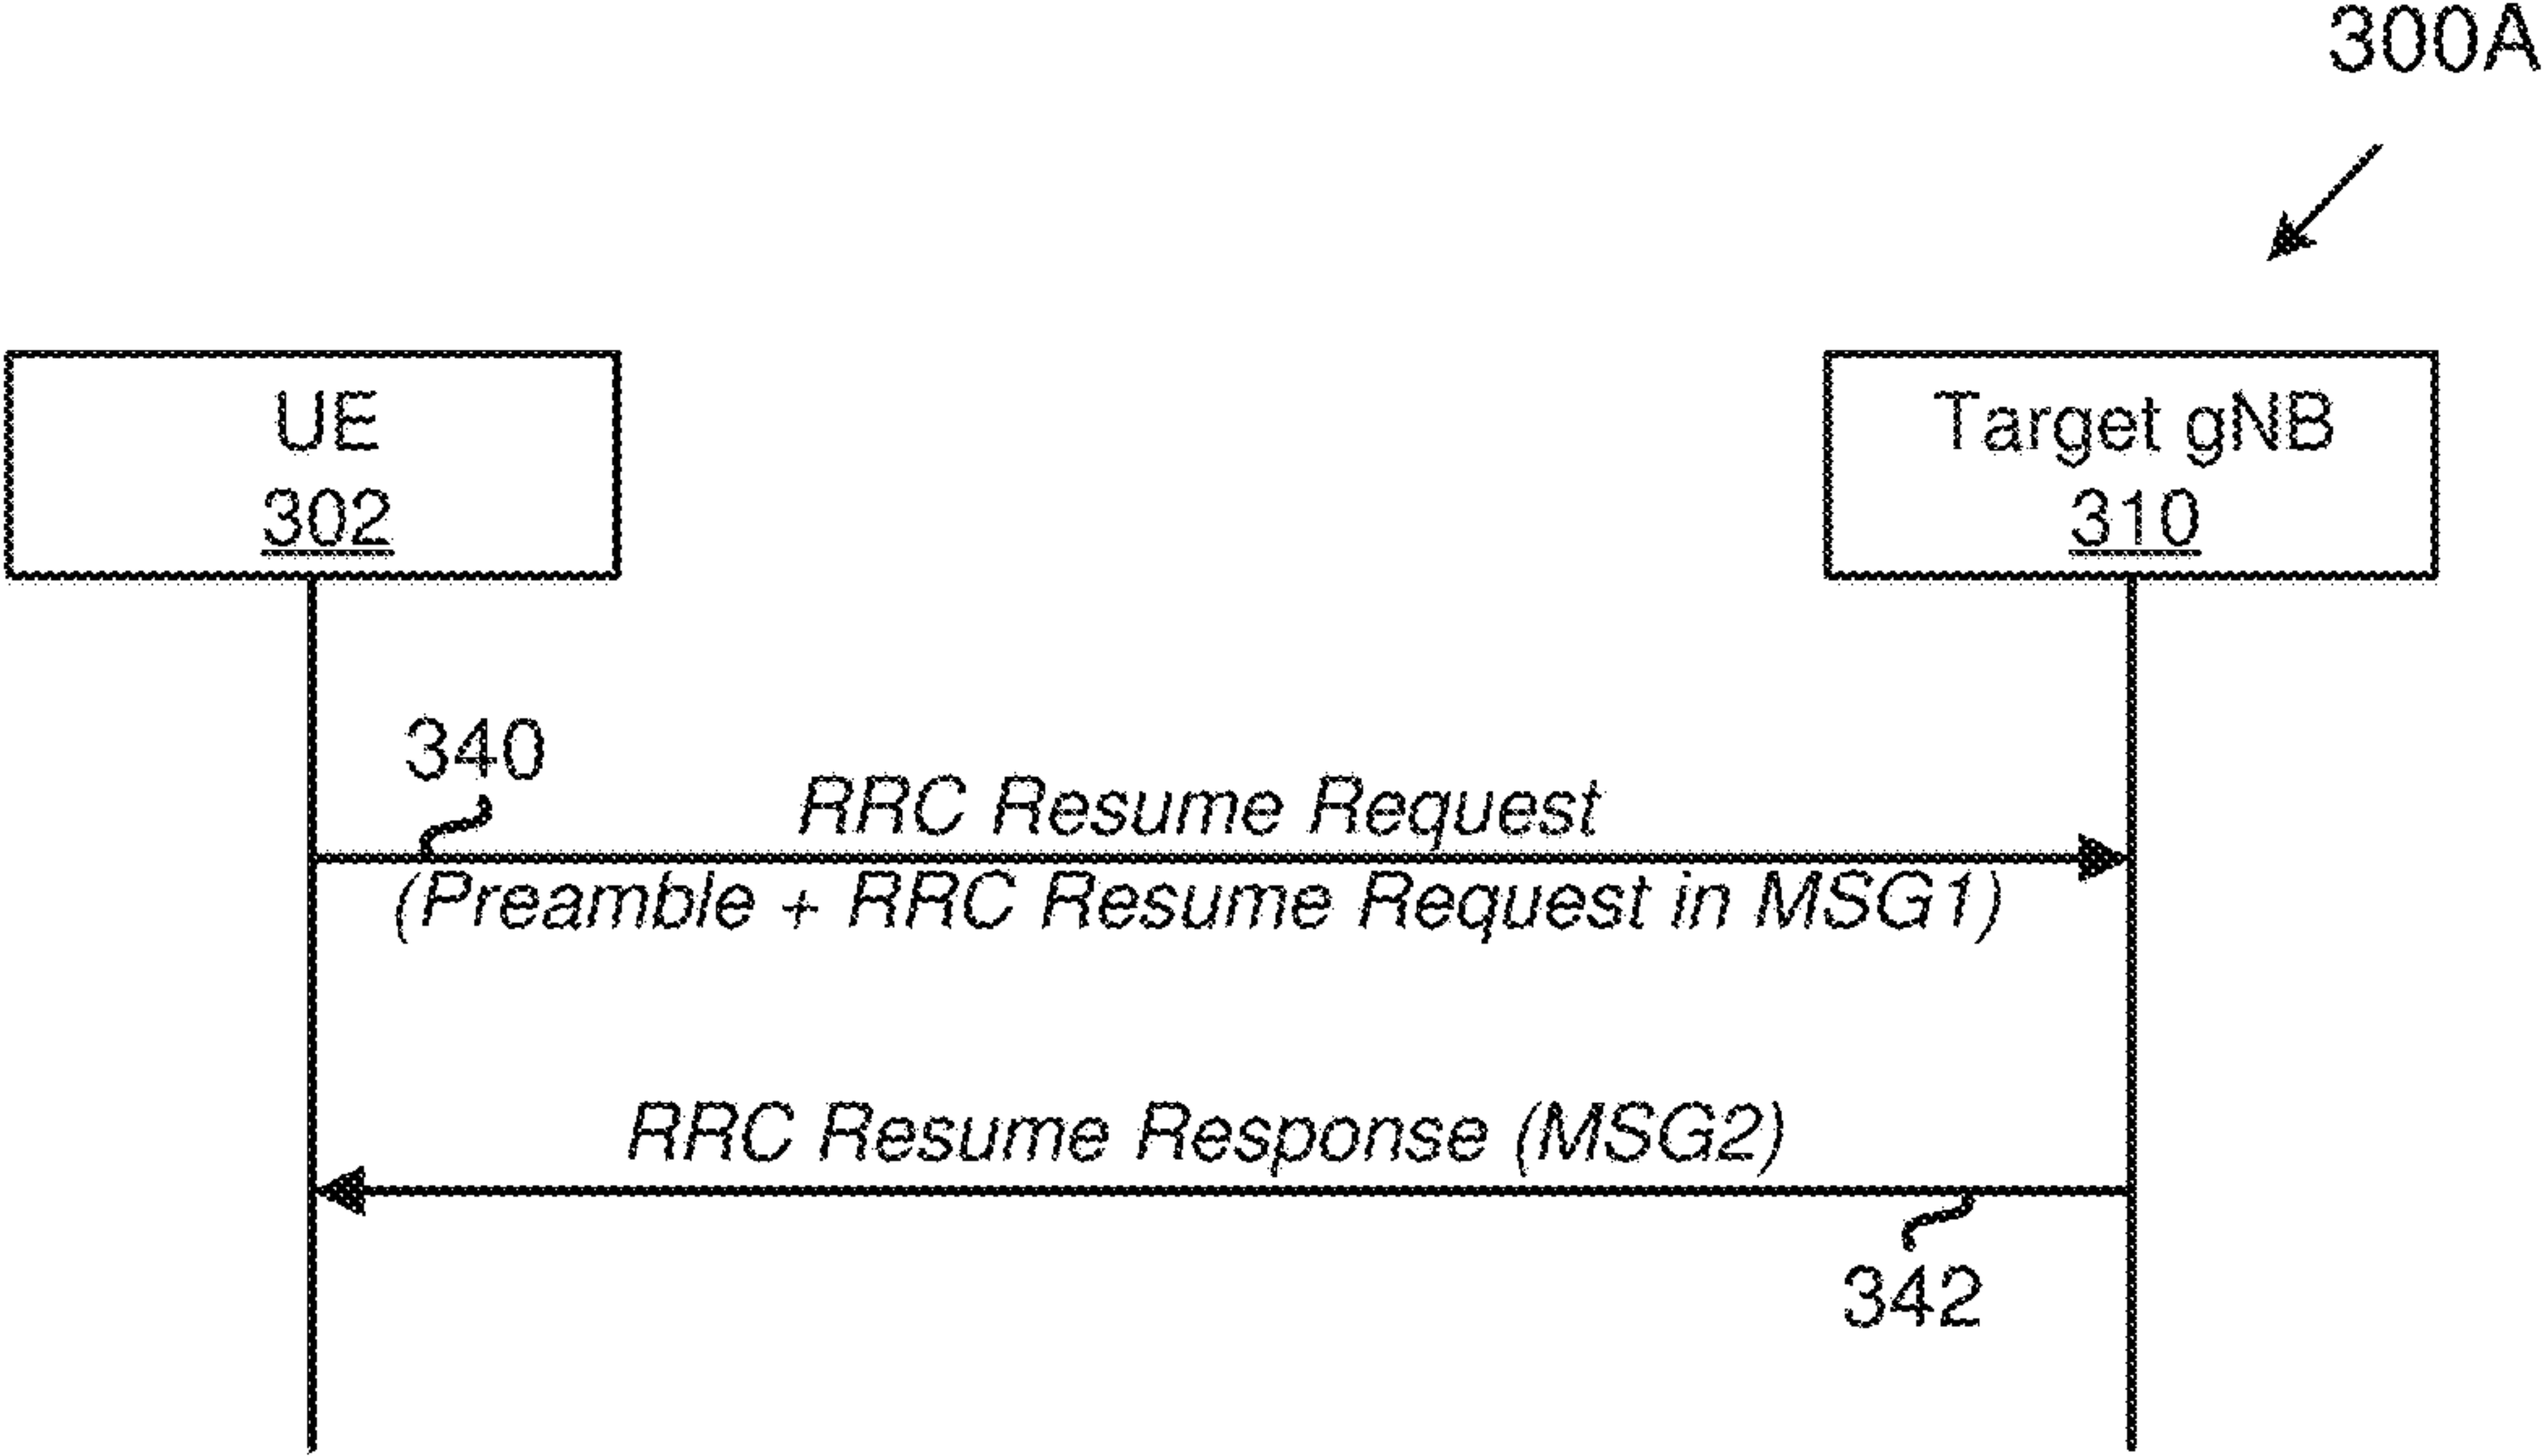 300A
UE
302
Target gNB
310
340
RRC Resume Request
(Preamble + RRC Resume Request in MSG1)
RRC Resume Response (MSG2)
342